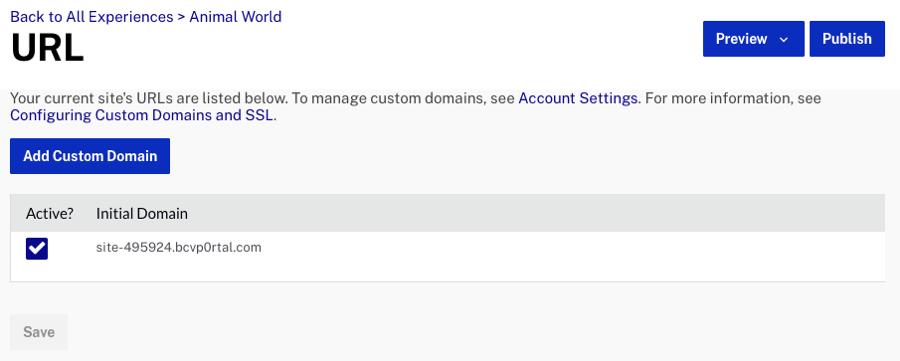 Back to All Experiences > Animal World
URL
Preview
Publish
Your current site's URLs are listed below. To manage custom domains, see Account Settings. For more information, see
Configuring Custom Domains and SSL.
Add Custom Domain
Active? Initial Domain
site-495924.bcvp0rtal.com
Save